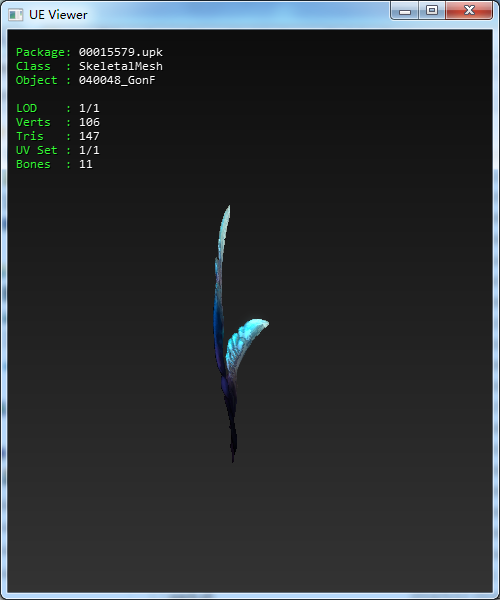 UE Viewer
Package: 00015579.upk
Class  : SkeletalMesh
Object : 040048_GonF
LOD    : 1/1
Verts  : 106
Tris   : 147
UV Set : 1/1
Bones  : 11